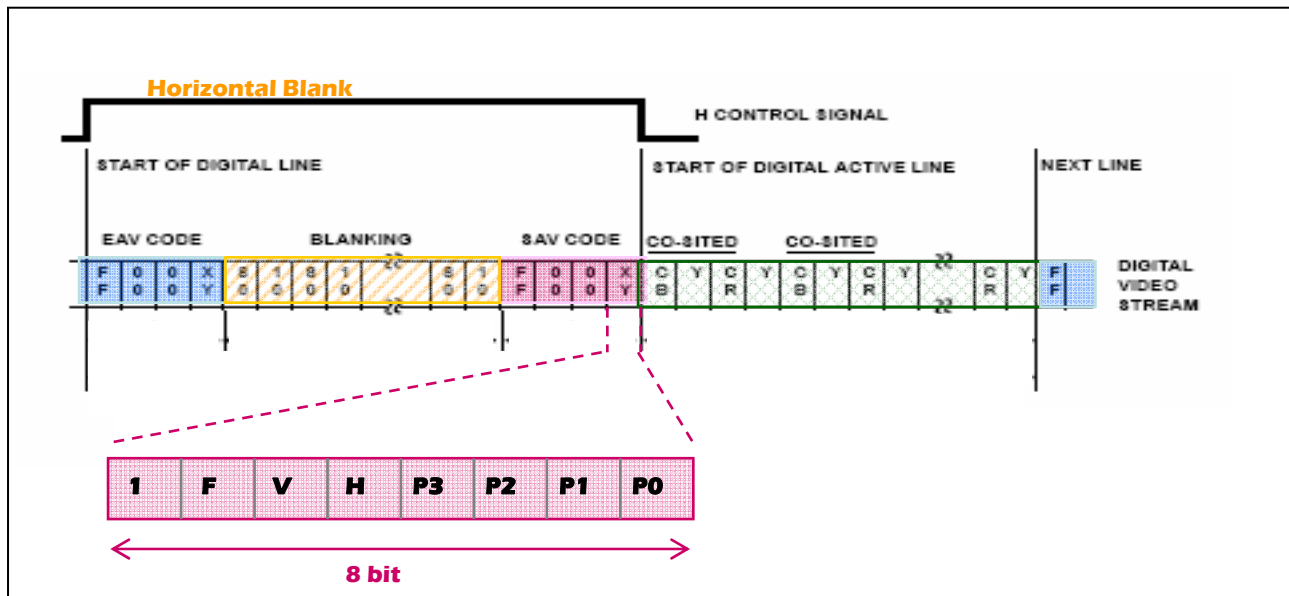 Horizontal Blank
H CONTROL SIGNAL
START OF DIGITAL LINE
START OF DIGITAL ACTIVE LINE
NEXT LINE
EAV CODE
BLANKING
SAV CODE
CO-SITED
CO-SITED
F 0 0 X 8 1 8 1 8 1 F 0 0 X C Y C Y C Y C Y C Y F
F 0 0 Y 0 0 0 0 0 0 F 0 0 Y B R B R R F
DIGITAL
VIDEO
STREAM
1 F V H P3 P2 P1 P0
8 bit